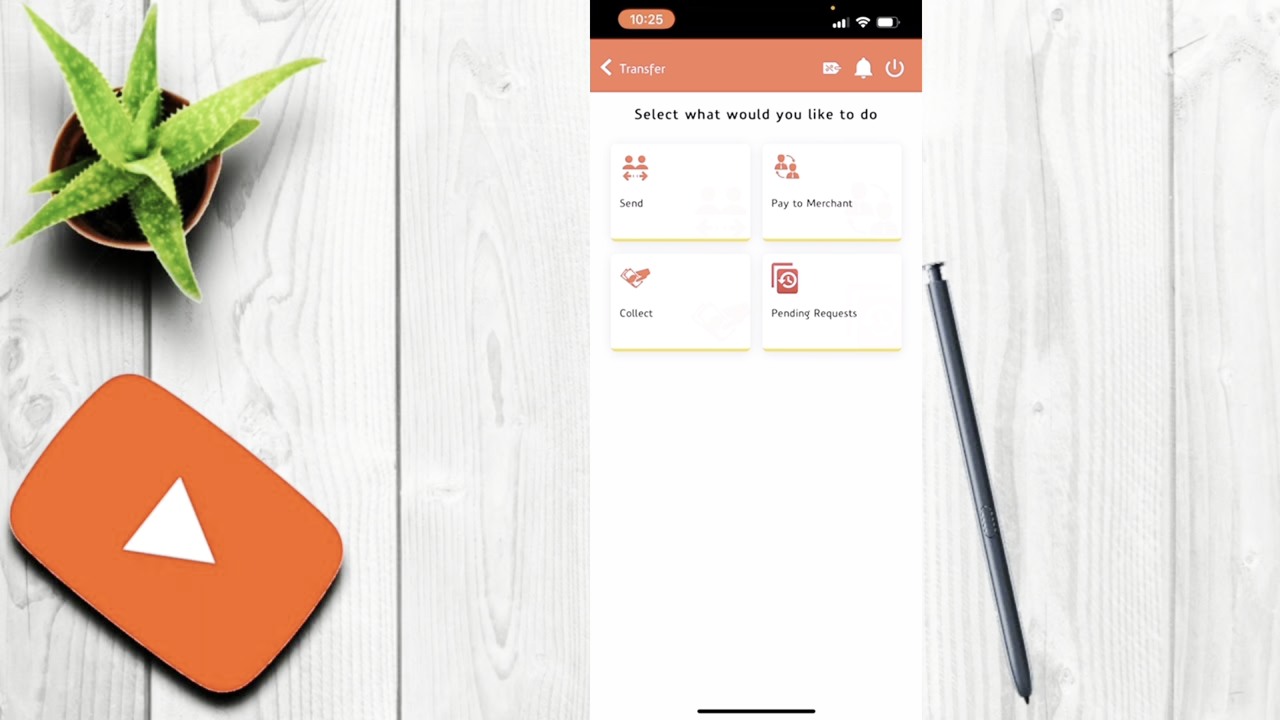 10:25
Transfer
Select what would you like to do
Send
Pay to Merchant
Collect
Pending Requests